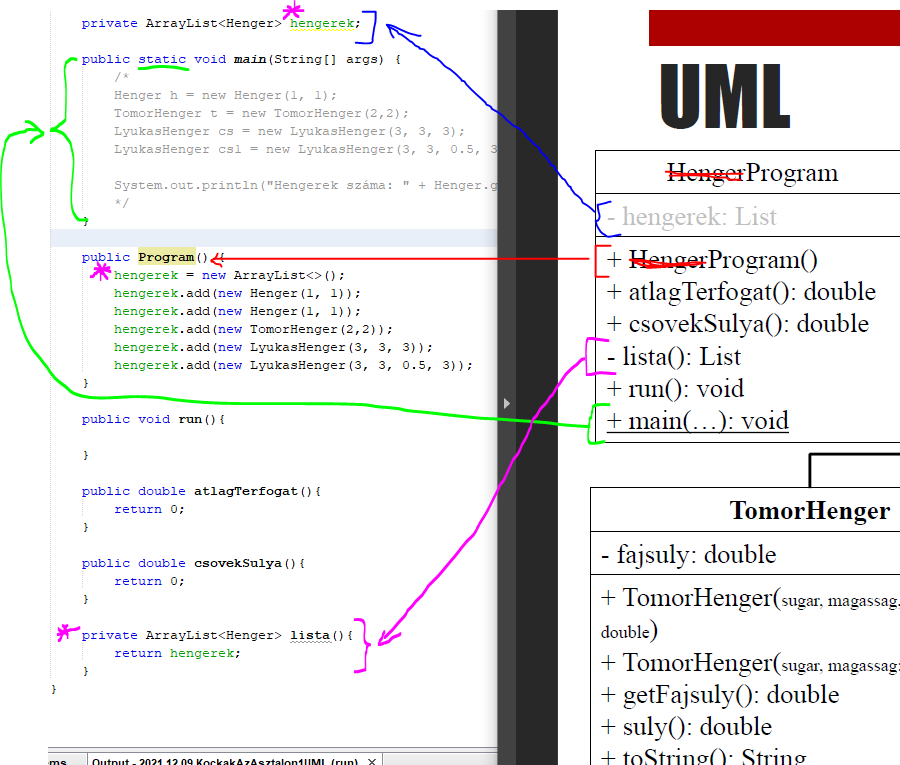 private ArrayList<Henger> hengerek;
public static void main(String[] args) {
/*
Henger h = new Henger(1, 1);
TomorHenger t = new TomorHenger(2,2);
LyukasHenger cs = new LyukasHenger(3, 3, 3);
LyukasHenger cs1 = new LyukasHenger(3, 3, 0.5, 3
System.out.println("Hengerek száma: " + Henger.g
*/
}
public Program() {
hengerek = new ArrayList<>();
hengerek.add(new Henger(1, 1));
hengerek.add(new Henger(1, 1));
hengerek.add(new TomorHenger(2,2));
hengerek.add(new LyukasHenger(3, 3, 3));
hengerek.add(new LyukasHenger(3, 3, 0.5, 3));
}
public void run(){
}
public double atlagTerfogat(){
return 0;
}
public double csovekSulya(){
return 0;
}
private ArrayList<Henger> lista(){
return hengerek;
}
}
ms
Output - 2021.12.09.KockakAzAsztalon1UML (run) ×
UML
HengerProgram
- hengerek: List
+ HengerProgram()
+ atlagTerfogat(): double
+ csovekSulya(): double
- lista(): List
+ run(): void
+ main(…): void
TomorHenger
- fajsuly: double
+ TomorHenger(sugar, magassag,
double)
+ TomorHenger(sugar, magassag:
+ getFajsuly(): double
+ suly(): double
+ toString(): String